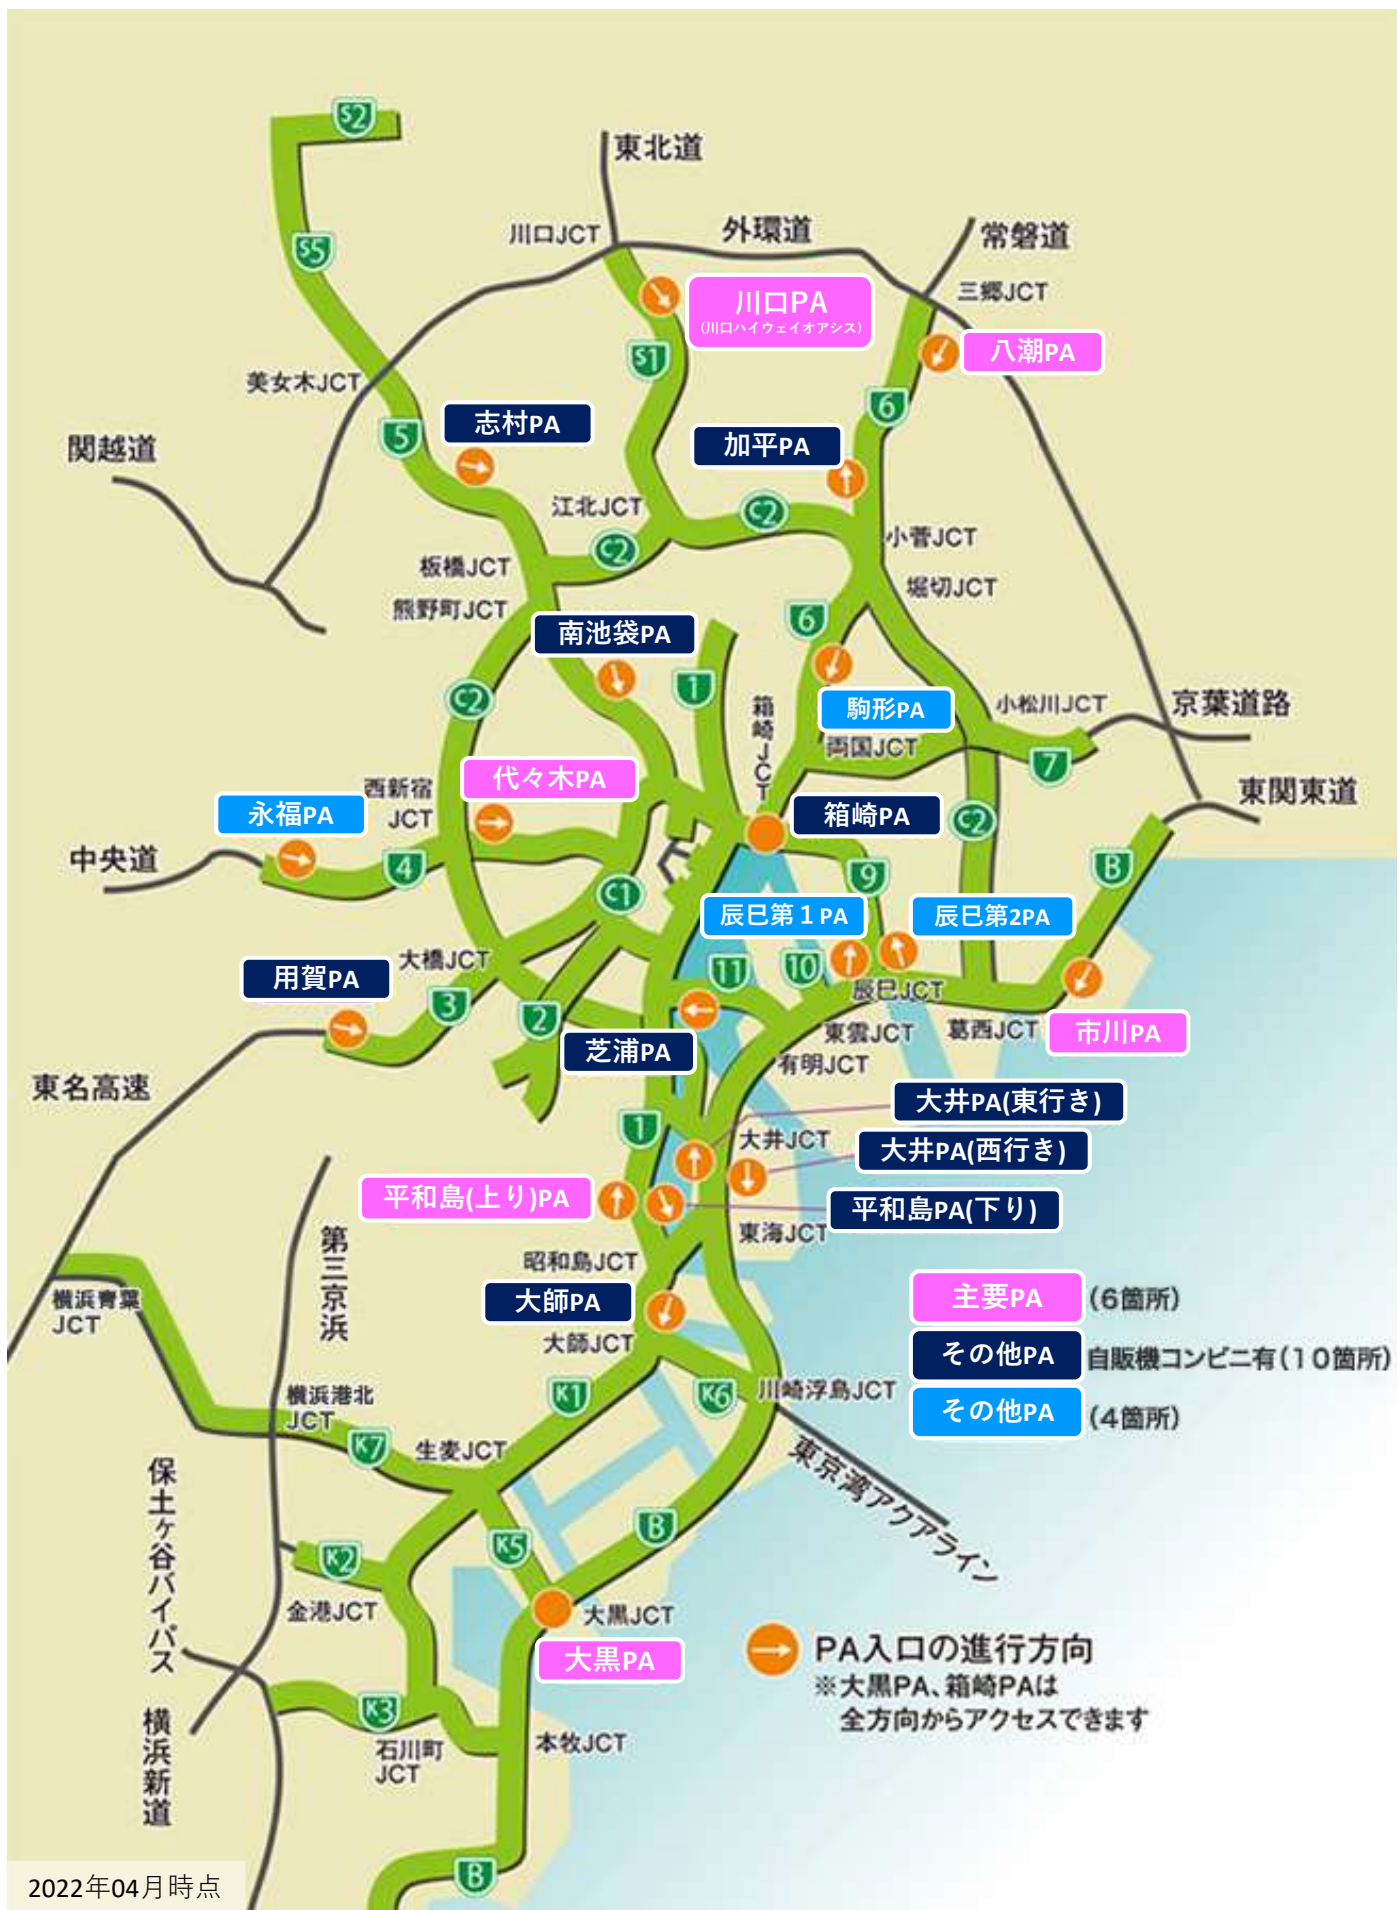 S2
東北道
川口JCT
外環道
常磐道
S5
三郷JCT
川口PA
(川口ハイウェイオアシス)
S1
八潮PA
美女木JCT
6
志村PA
5
加平PA
関越道
江北JCT
C2
C2
小菅JCT
板橋JCT
堀切JCT
熊野町JCT
6
南池袋PA
1
C2
箱崎JCT
駒形PA
小松川JCT
京葉道路
両国JCT
7
代々木PA
西新宿
JCT
東関東道
永福PA
箱崎PA
C2
中央道
4
9
B
C1
辰巳第１PA
辰巳第2PA
大橋JCT
用賀PA
11
10
辰巳JCT
3
2
東雲JCT
葛西JCT
市川PA
芝浦PA
有明JCT
東名高速
大井PA(東行き)
1
大井JCT
大井PA(西行き)
平和島(上り)PA
平和島PA(下り)
東海JCT
第三京浜
昭和島JCT
横浜青葉
JCT
大師PA
主要PA
(6箇所)
大師JCT
その他PA
自販機コンビニ有(１０箇所)
横浜港北
JCT
K1
K6
川崎浮島JCT
その他PA
(4箇所)
K7
生麦JCT
東京湾アクアライン
保土ヶ谷バイパス
B
K5
K2
金港JCT
大黒JCT
大黒PA
PA入口の進行方向
※大黒PA、箱崎PAは
全方向からアクセスできます
K3
横浜新道
石川町
JCT
本牧JCT
B
2022年04月時点